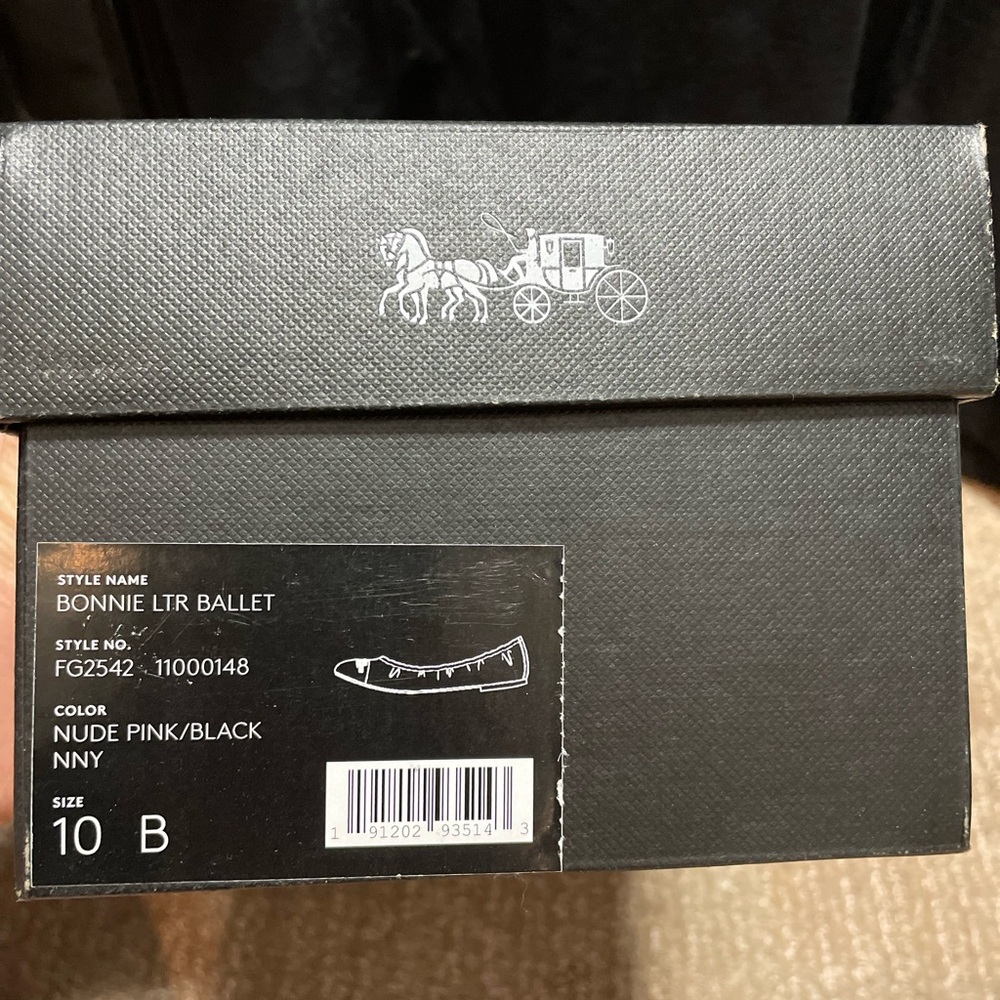 STYLE NAME
BONNIE LTR BALLET
STYLE NO.
FG2542 11000148
COLOR
NUDE PINK/BLACK
NNY
SIZE
10 B
1 91202 93514 3